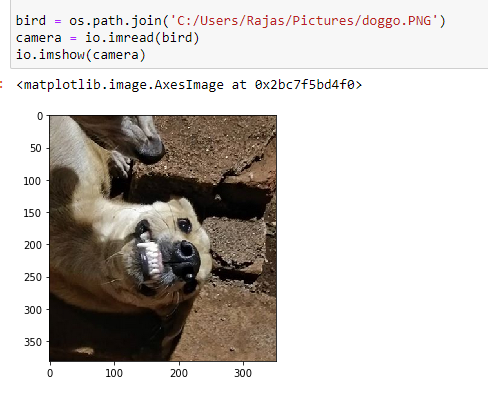 bird = os.path.join('C:/Users/Rajas/Pictures/doggo.PNG')
camera = io.imread(bird)
io.imshow(camera)
: <matplotlib.image.AxesImage at 0x2bc7f5bd4f0>
0
50
100
150
200
250
300
350
0 100 200 300